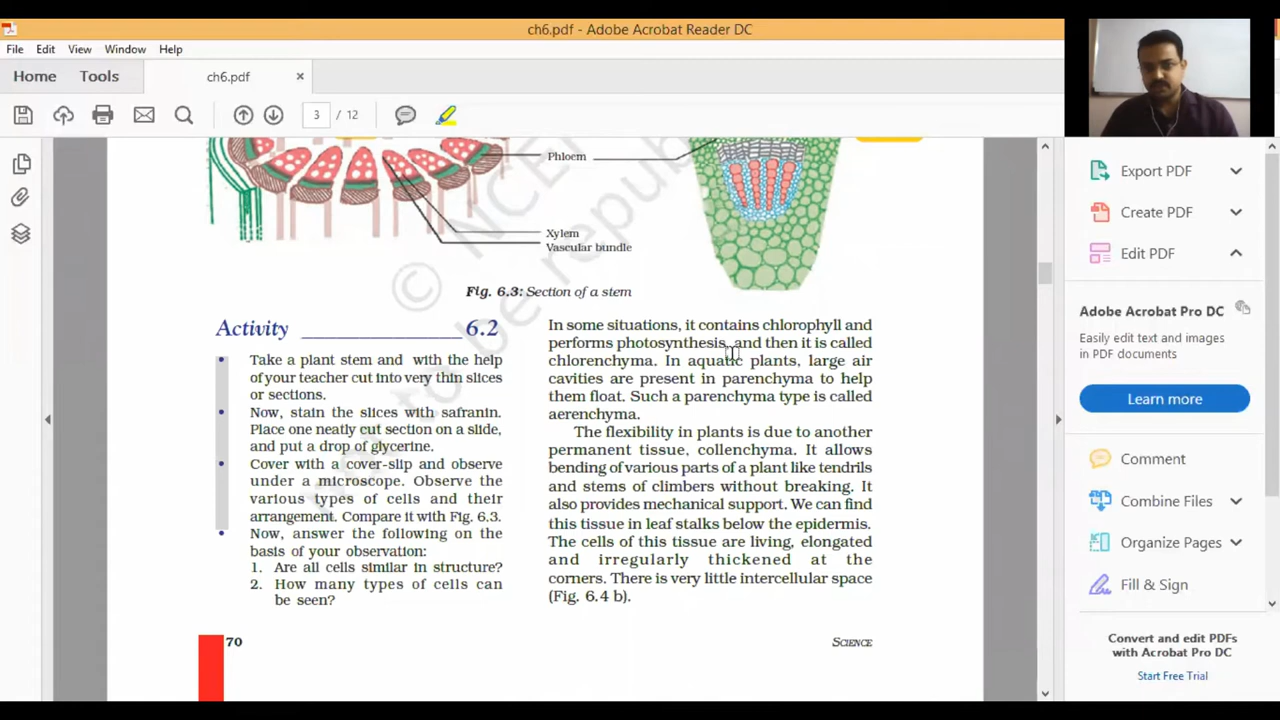 ch6.pdf - Adobe Acrobat Reader DC
File Edit View Window Help
Home Tools ch6.pdf ×
3 / 12
Phloem
Xylem
Vascular bundle
Fig. 6.3: Section of a stem
Activity 6.2
• Take a plant stem and with the help
of your teacher cut into very thin slices
or sections.
• Now, stain the slices with safranin.
Place one neatly cut section on a slide,
and put a drop of glycerine.
• Cover with a cover-slip and observe
under a microscope. Observe the
various types of cells and their
arrangement. Compare it with Fig. 6.3.
• Now, answer the following on the
basis of your observation:
1. Are all cells similar in structure?
2. How many types of cells can
be seen?
In some situations, it contains chlorophyll and
performs photosynthesis, and then it is called
chlorenchyma. In aquatic plants, large air
cavities are present in parenchyma to help
them float. Such a parenchyma type is called
aerenchyma.
The flexibility in plants is due to another
permanent tissue, collenchyma. It allows
bending of various parts of a plant like tendrils
and stems of climbers without breaking. It
also provides mechanical support. We can find
this tissue in leaf stalks below the epidermis.
The cells of this tissue are living, elongated
and irregularly thickened at the
corners. There is very little intercellular space
(Fig. 6.4 b).
70
SCIENCE
© NCE
not to be republ
Export PDF
Create PDF
Edit PDF
Adobe Acrobat Pro DC
Easily edit text and images
in PDF documents
Learn more
Comment
Combine Files
Organize Pages
Fill & Sign
Convert and edit PDFs
with Acrobat Pro DC
Start Free Trial